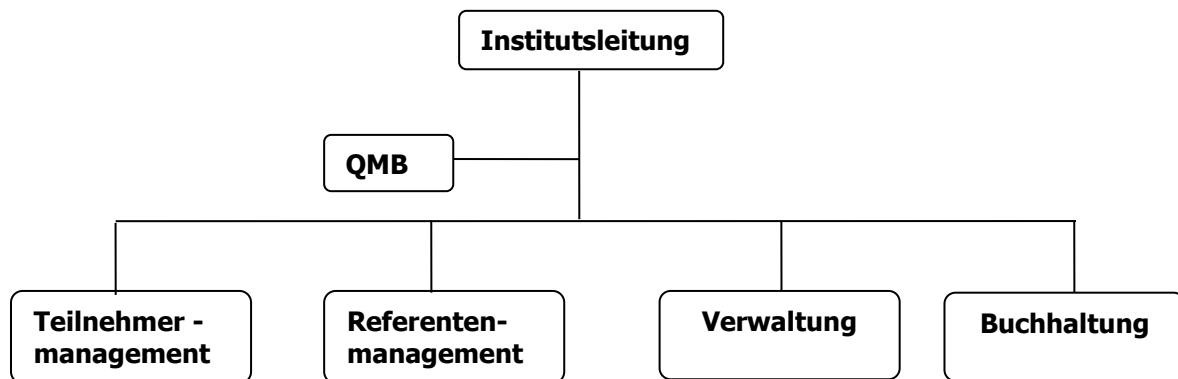 Institutsleitung
QMB
Teilnehmer -
management
Referenten-
management
Verwaltung
Buchhaltung